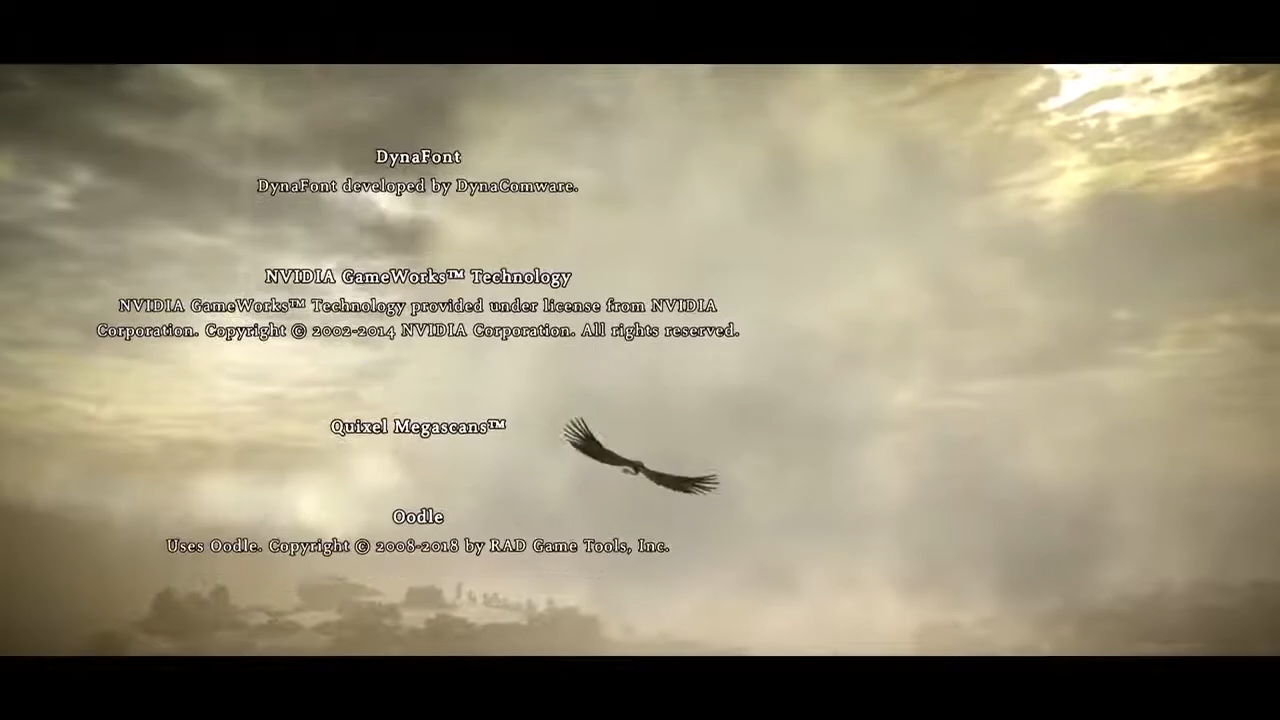 DynaFont
DynaFont developed by DynaComware.
NVIDIA GameWorks™ Technology
NVIDIA GameWorks™ Technology provided under license from NVIDIA
Corporation. Copyright © 2002-2014 NVIDIA Corporation. All rights reserved.
Quixel Megascans™
Oodle
Uses Oodle. Copyright © 2008-2018 by RAD Game Tools, Inc.